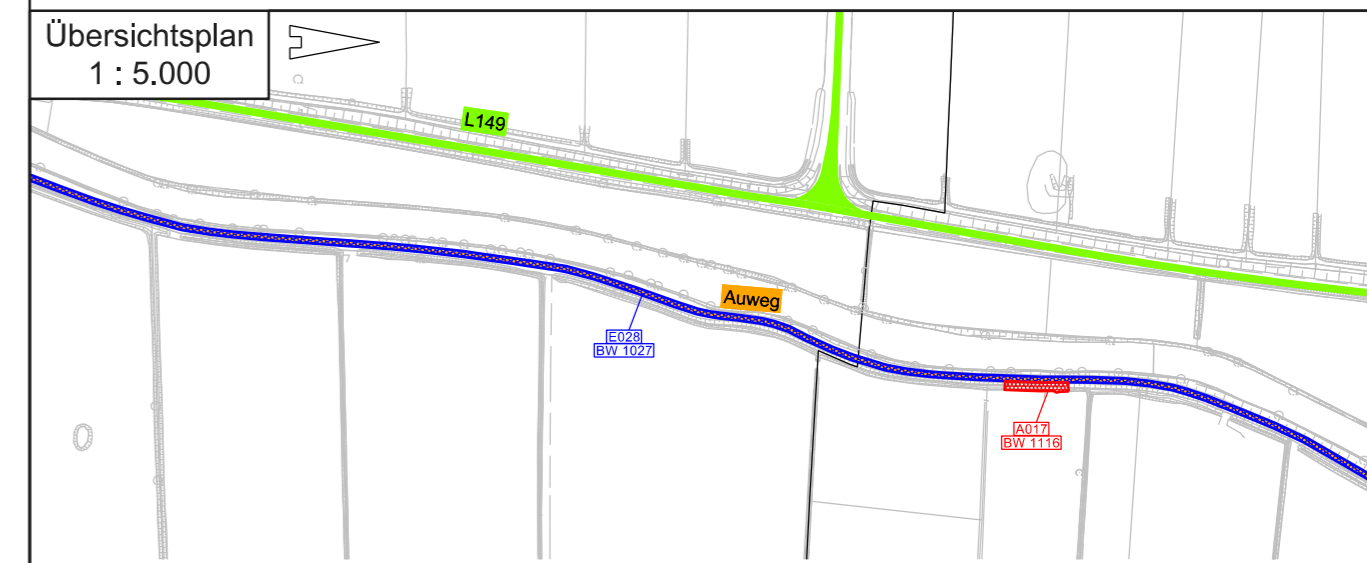 Übersichtsplan
1 : 5.000
L149
Auweg
E028
BW 1027
A017
BW 1116